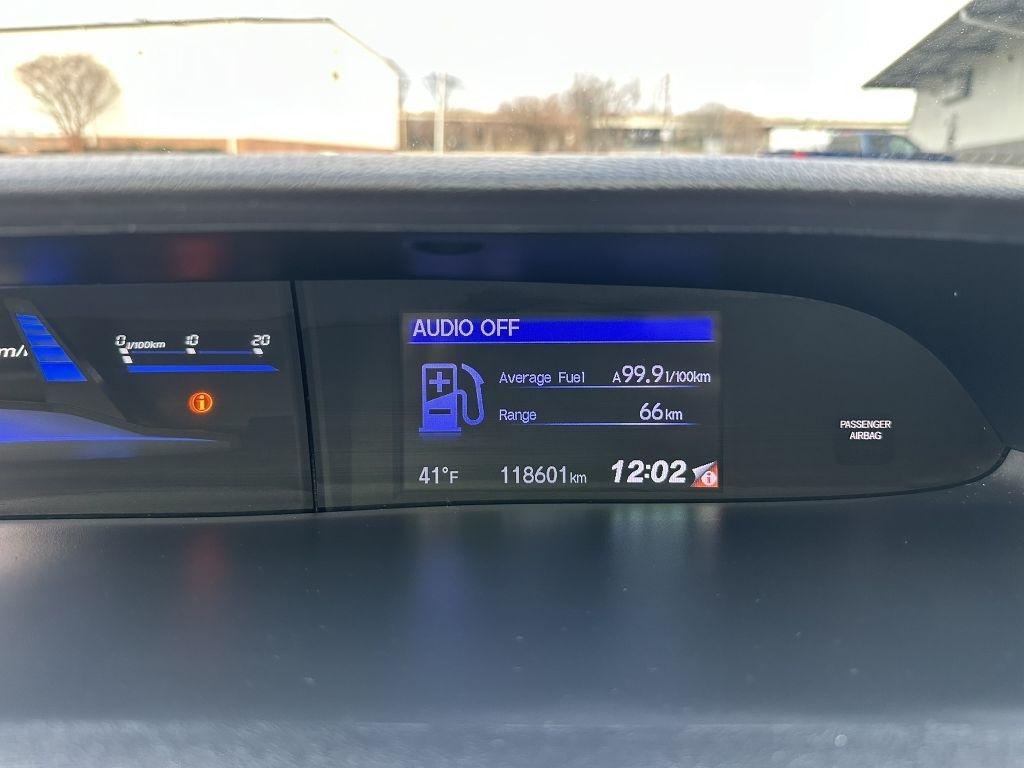 AUDIO OFF
0 l/100km 10 20
Average Fuel A99.9 l/100km
Range 66 km
PASSENGER
AIRBAG
41°F 118601 km 12:02